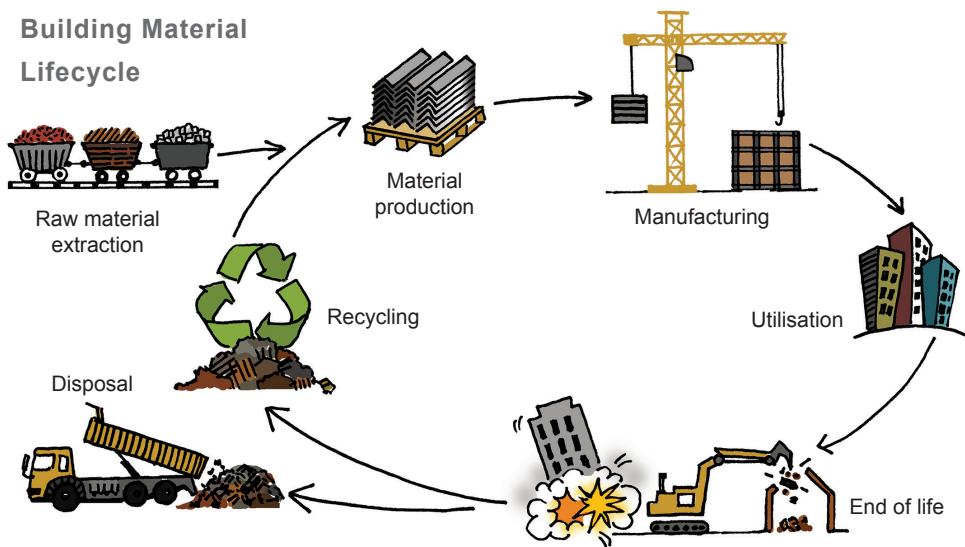 Building Material
Lifecycle
Raw material
extraction
Material
production
Manufacturing
Utilisation
Recycling
Disposal
End of life